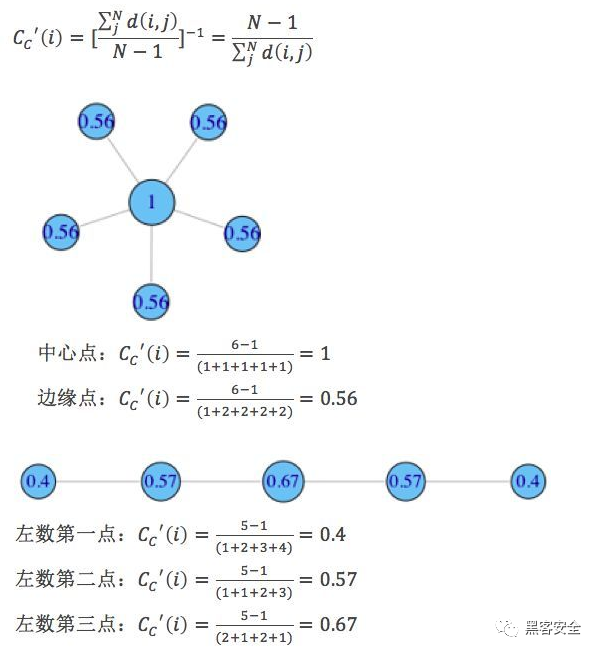 C_C'(i) = [\frac{∑_j^N d(i,j)}{N − 1}]^{−1} = \frac{N − 1}{∑_j^N d(i,j)}
0.56 0.56
1
0.56 0.56
0.56
中心点：C_C'(i) = \frac{6−1}{(1+1+1+1+1)} = 1
边缘点：C_C'(i) = \frac{6−1}{(1+2+2+2+2)} = 0.56
0.4 0.57 0.67 0.57 0.4
左数第一点：C_C'(i) = \frac{5−1}{(1+2+3+4)} = 0.4
左数第二点：C_C'(i) = \frac{5−1}{(1+1+2+3)} = 0.57
左数第三点：C_C'(i) = \frac{5−1}{(2+1+2+1)} = 0.67
黑客安全